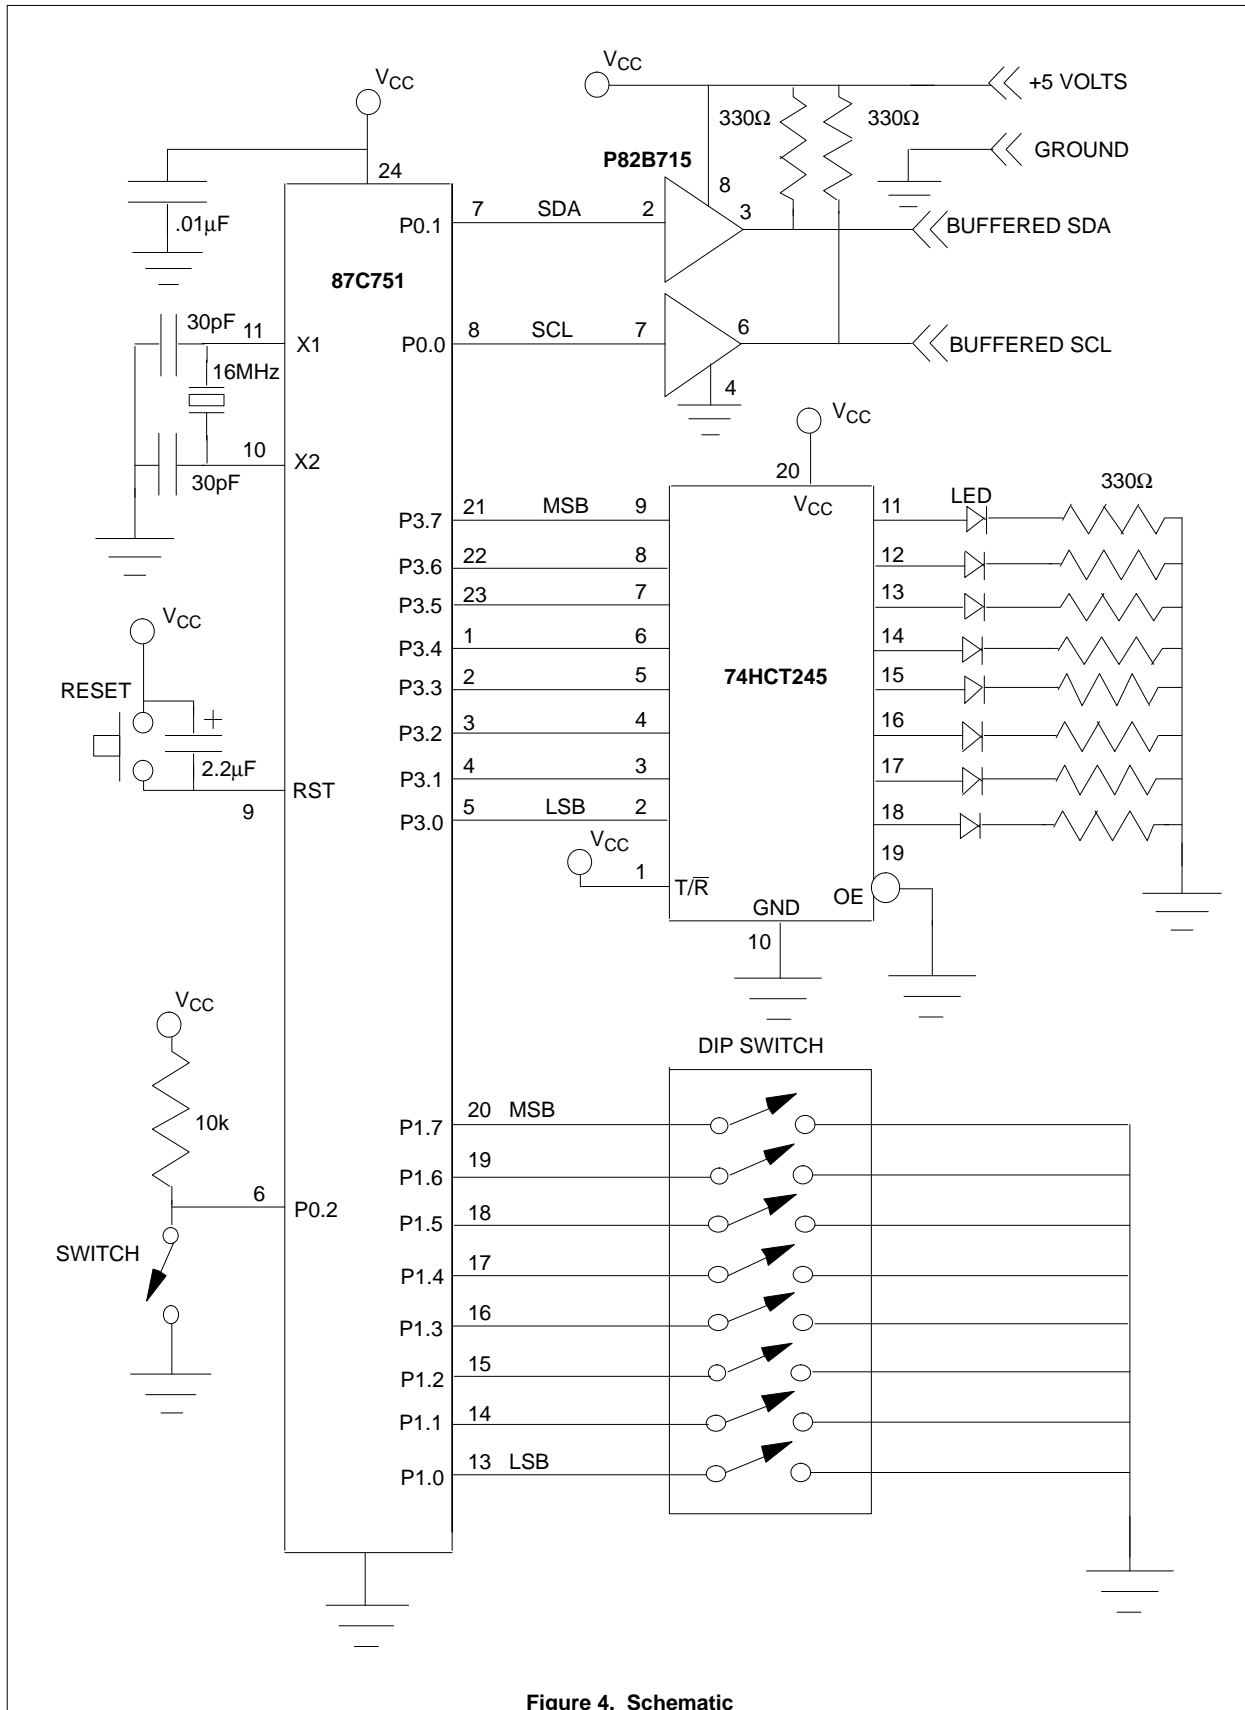 VCC
VCC
+5 VOLTS
330Ω
330Ω
P82B715
GROUND
24
8
.01µF
P0.1
7
SDA
2
3
BUFFERED SDA
87C751
30pF
11
X1
P0.0
8
SCL
7
6
BUFFERED SCL
16MHz
4
VCC
10
X2
30pF
20
VCC
LED
330Ω
P3.7
21
MSB
9
11
P3.6
22
8
12
P3.5
23
7
13
P3.4
1
6
14
VCC
RESET
P3.3
2
5
74HCT245
15
+
P3.2
3
4
16
2.2µF
P3.1
4
3
17
9
RST
P3.0
5
LSB
2
18
VCC
19
1
T/R̅
OE
GND
10
VCC
DIP SWITCH
10k
P1.7
20
MSB
P1.6
19
6
P0.2
P1.5
18
SWITCH
P1.4
17
P1.3
16
P1.2
15
P1.1
14
P1.0
13
LSB
Figure 4. Schematic